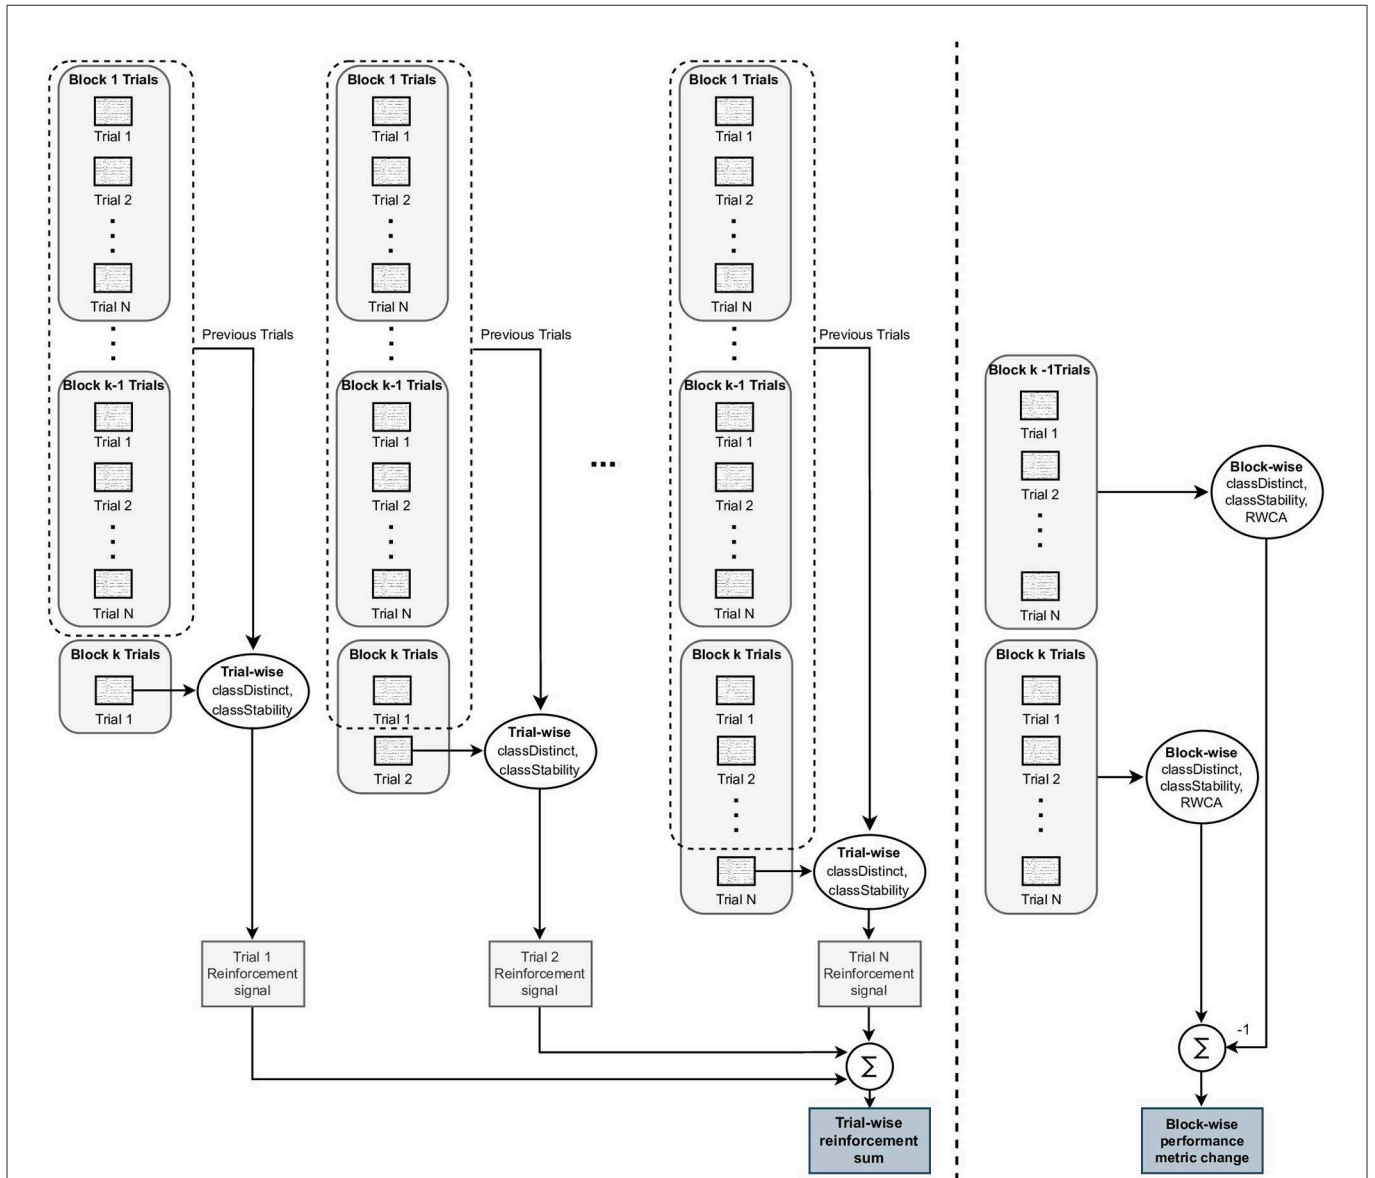 Block 1 Trials
Trial 1
Trial 2
Trial N
Block k-1 Trials
Trial 1
Trial 2
Trial N
Block k Trials
Trial 1
Previous Trials
Trial-wise
classDistinct,
classStability
Trial 1
Reinforcement
signal
Block 1 Trials
Trial 1
Trial 2
Trial N
Block k-1 Trials
Trial 1
Trial 2
Trial N
Block k Trials
Trial 1
Trial 2
Previous Trials
Trial-wise
classDistinct,
classStability
Trial 2
Reinforcement
signal
Block 1 Trials
Trial 1
Trial 2
Trial N
Block k-1 Trials
Trial 1
Trial 2
Trial N
Block k Trials
Trial 1
Trial 2
Trial N
Previous Trials
Trial-wise
classDistinct,
classStability
Trial N
Reinforcement
signal
Σ
Trial-wise
reinforcement
sum
Block k -1Trials
Trial 1
Trial 2
Trial N
Block-wise
classDistinct,
classStability,
RWCA
Block k Trials
Trial 1
Trial 2
Trial N
Block-wise
classDistinct,
classStability,
RWCA
-1
Σ
Block-wise
performance
metric change